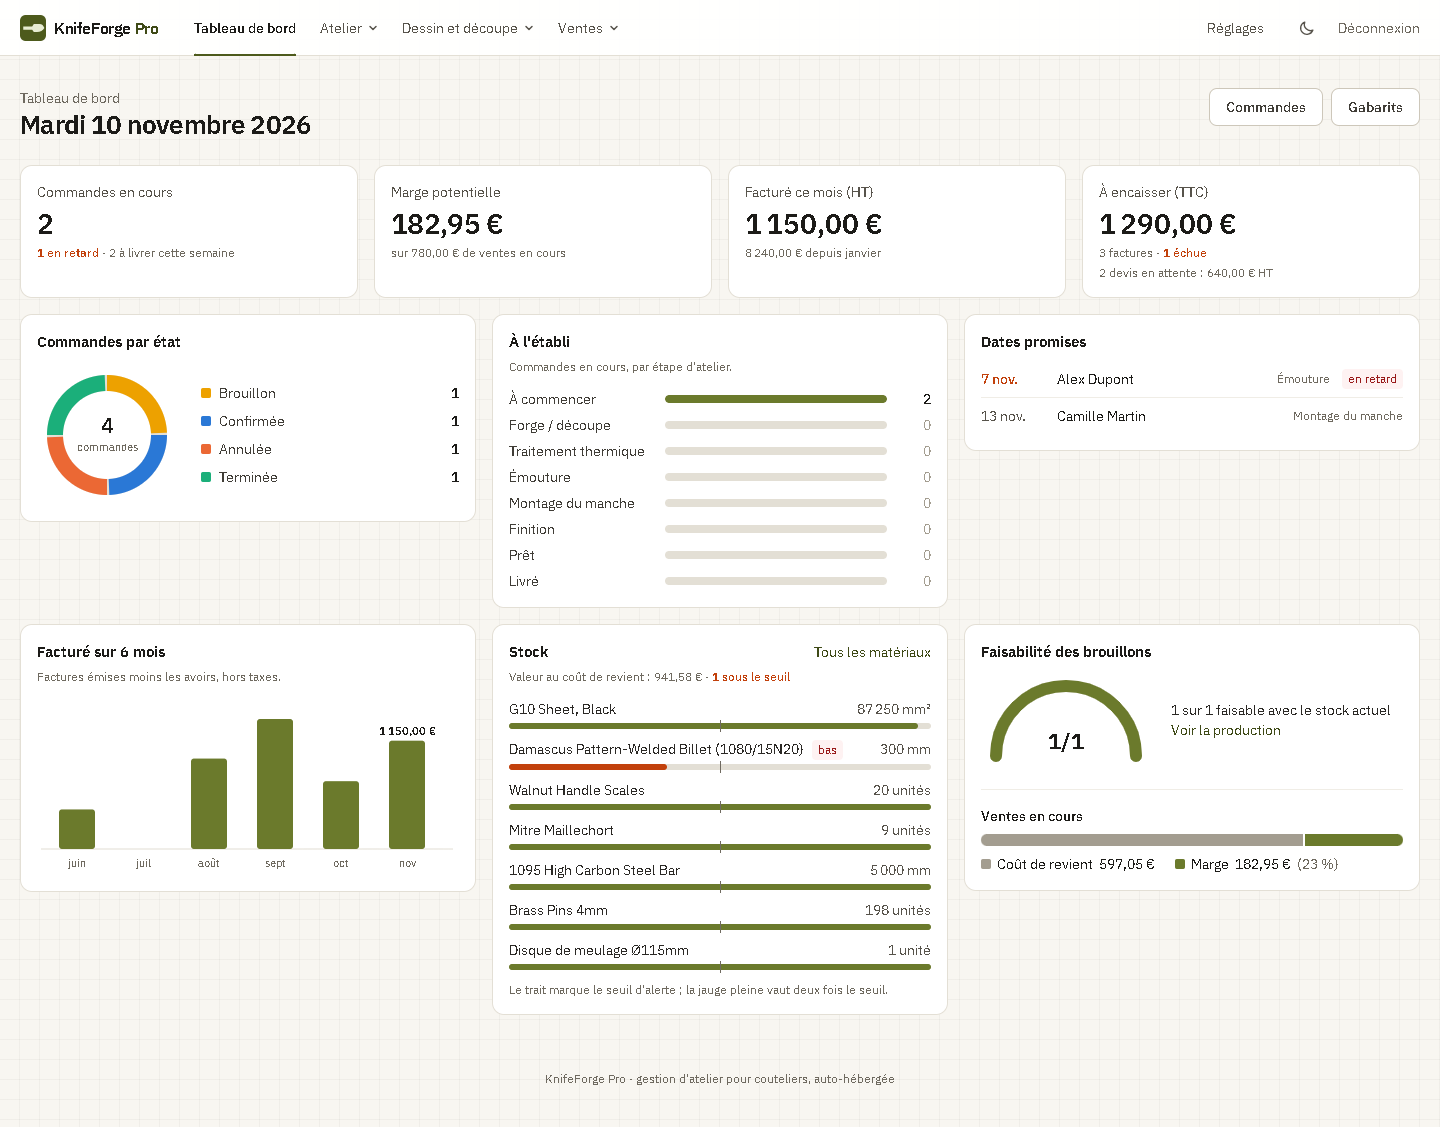 KnifeForge Pro
Tableau de bord
Atelier
Dessin et découpe
Ventes
Réglages
Déconnexion
Tableau de bord
Mardi 10 novembre 2026
Commandes
Gabarits
Commandes en cours
2
1 en retard · 2 à livrer cette semaine
Marge potentielle
182,95 €
sur 780,00 € de ventes en cours
Facturé ce mois (HT)
1 150,00 €
8 240,00 € depuis janvier
À encaisser (TTC)
1 290,00 €
3 factures · 1 échue
2 devis en attente : 640,00 € HT
Commandes par état
4
commandes
Brouillon 1
Confirmée 1
Annulée 1
Terminée 1
À l'établi
Commandes en cours, par étape d'atelier.
À commencer 2
Forge / découpe 0
Traitement thermique 0
Émouture 0
Montage du manche 0
Finition 0
Prêt 0
Livré 0
Dates promises
7 nov. Alex Dupont Émouture en retard
13 nov. Camille Martin Montage du manche
Facturé sur 6 mois
Factures émises moins les avoirs, hors taxes.
1 150,00 €
juin juil août sept oct nov
Stock
Tous les matériaux
Valeur au coût de revient : 941,58 € · 1 sous le seuil
G10 Sheet, Black 87 250 mm²
Damascus Pattern-Welded Billet (1080/15N20) bas 300 mm
Walnut Handle Scales 20 unités
Mitre Maillechort 9 unités
1095 High Carbon Steel Bar 5 000 mm
Brass Pins 4mm 198 unités
Disque de meulage Ø115mm 1 unité
Le trait marque le seuil d'alerte ; la jauge pleine vaut deux fois le seuil.
Faisabilité des brouillons
1/1
1 sur 1 faisable avec le stock actuel
Voir la production
Ventes en cours
Coût de revient 597,05 € Marge 182,95 € (23 %)
KnifeForge Pro · gestion d'atelier pour couteliers, auto-hébergée